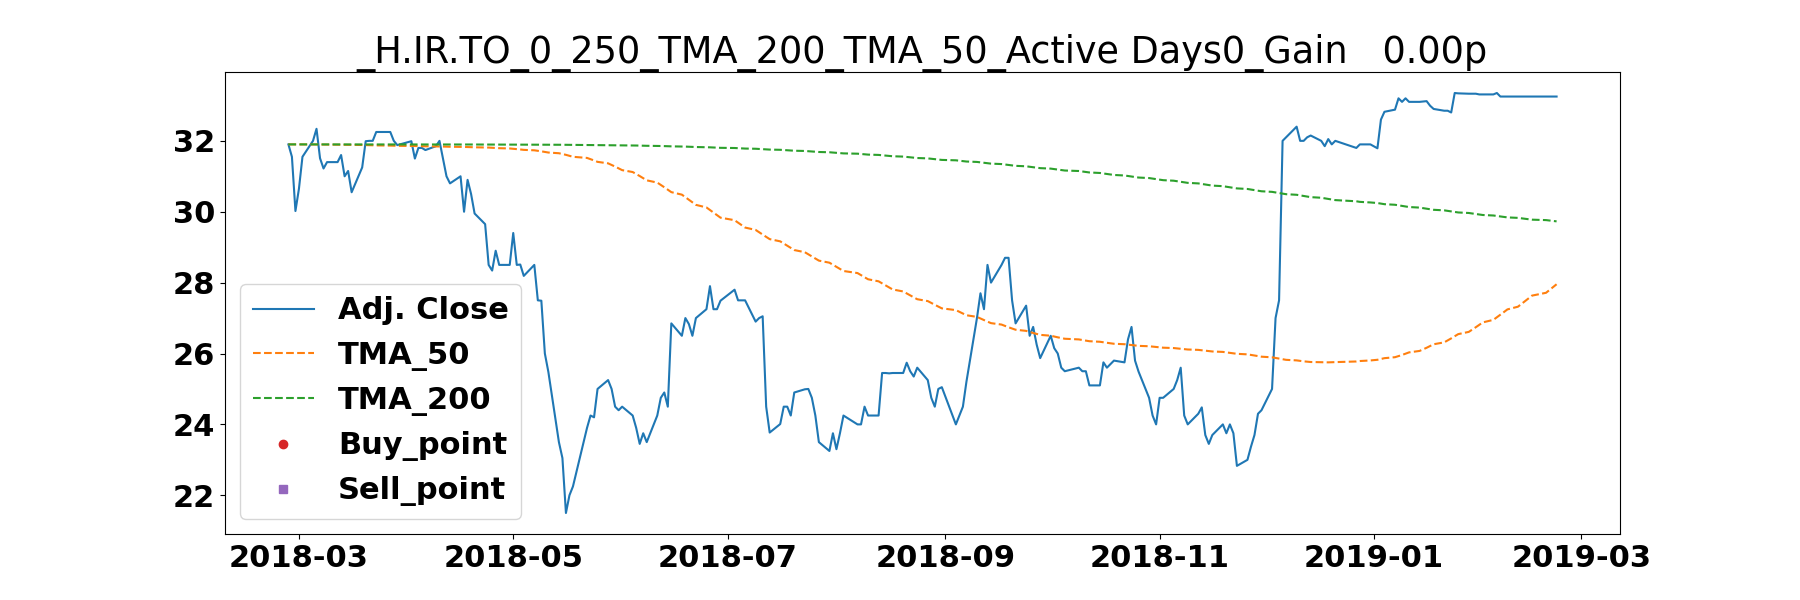 _H.IR.TO_0_250_TMA_200_TMA_50_Active Days0_Gain   0.00p
32
30
28
26
24
22
Adj. Close
TMA_50
TMA_200
Buy_point
Sell_point
2018-03 2018-05 2018-07 2018-09 2018-11 2019-01 2019-03